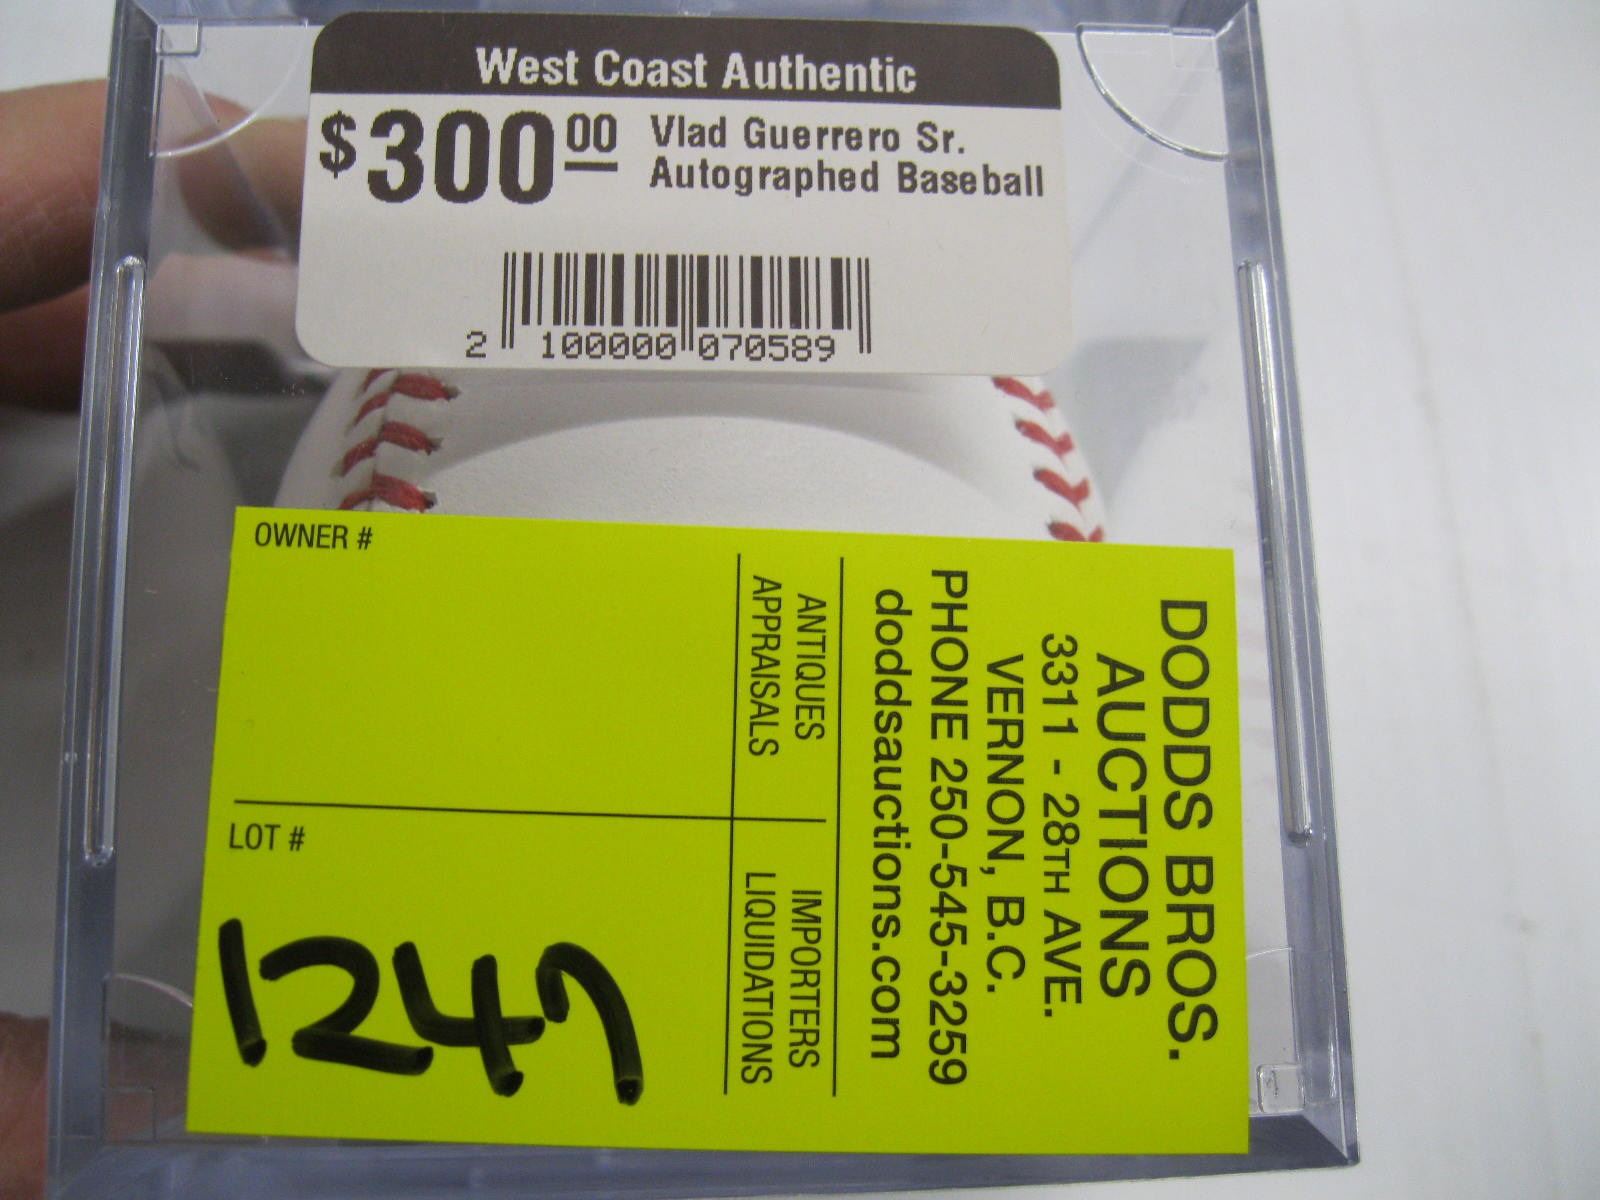 West Coast Authentic
$300 00
Vlad Guerrero Sr.
Autographed Baseball
2 100000 070589
OWNER #
LOT #
1247
ANTIQUES
APPRAISALS
IMPORTERS
LIQUIDATIONS
DODDS BROS.
AUCTIONS
3311 - 28TH AVE.
VERNON, B.C.
PHONE 250-545-3259
doddsauctions.com